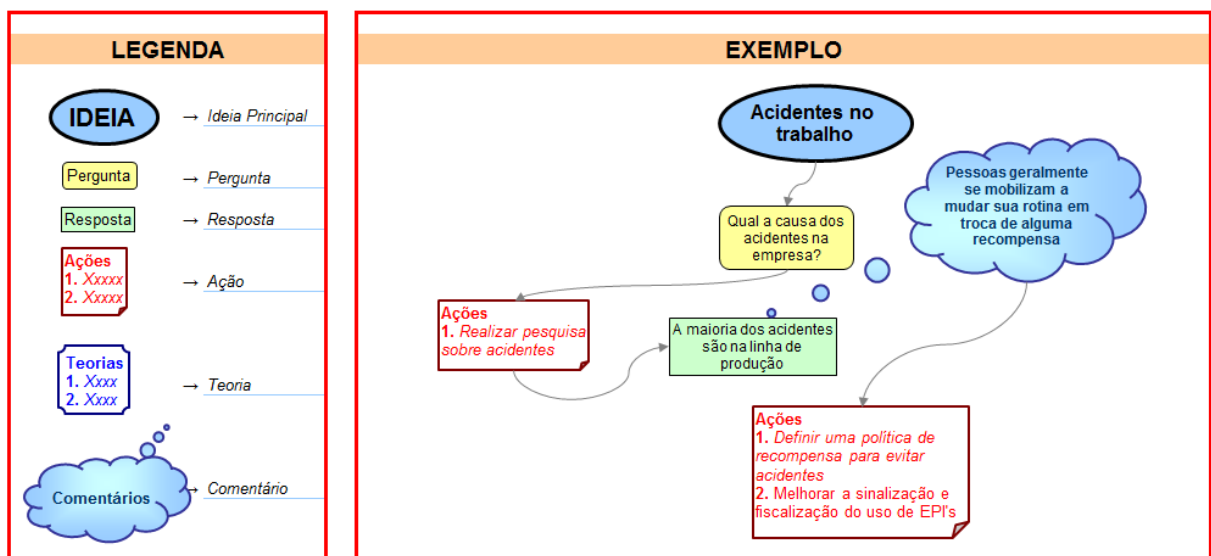 LEGENDA
IDEIA
→ Ideia Principal
Pergunta
→ Pergunta
Resposta
→ Resposta
Ações
1. Xxxxx
2. Xxxxx
→ Ação
Teorias
1. Xxxx
2. Xxxx
→ Teoria
Comentários
→ Comentário
EXEMPLO
Acidentes no
trabalho
Pessoas geralmente
se mobilizam a
mudar sua rotina em
troca de alguma
recompensa
Qual a causa dos
acidentes na
empresa?
Ações
1. Realizar pesquisa
sobre acidentes
A maioria dos acidentes
são na linha de
produção
Ações
1. Definir uma política de
recompensa para evitar
acidentes
2. Melhorar a sinalização e
fiscalização do uso de EPI's